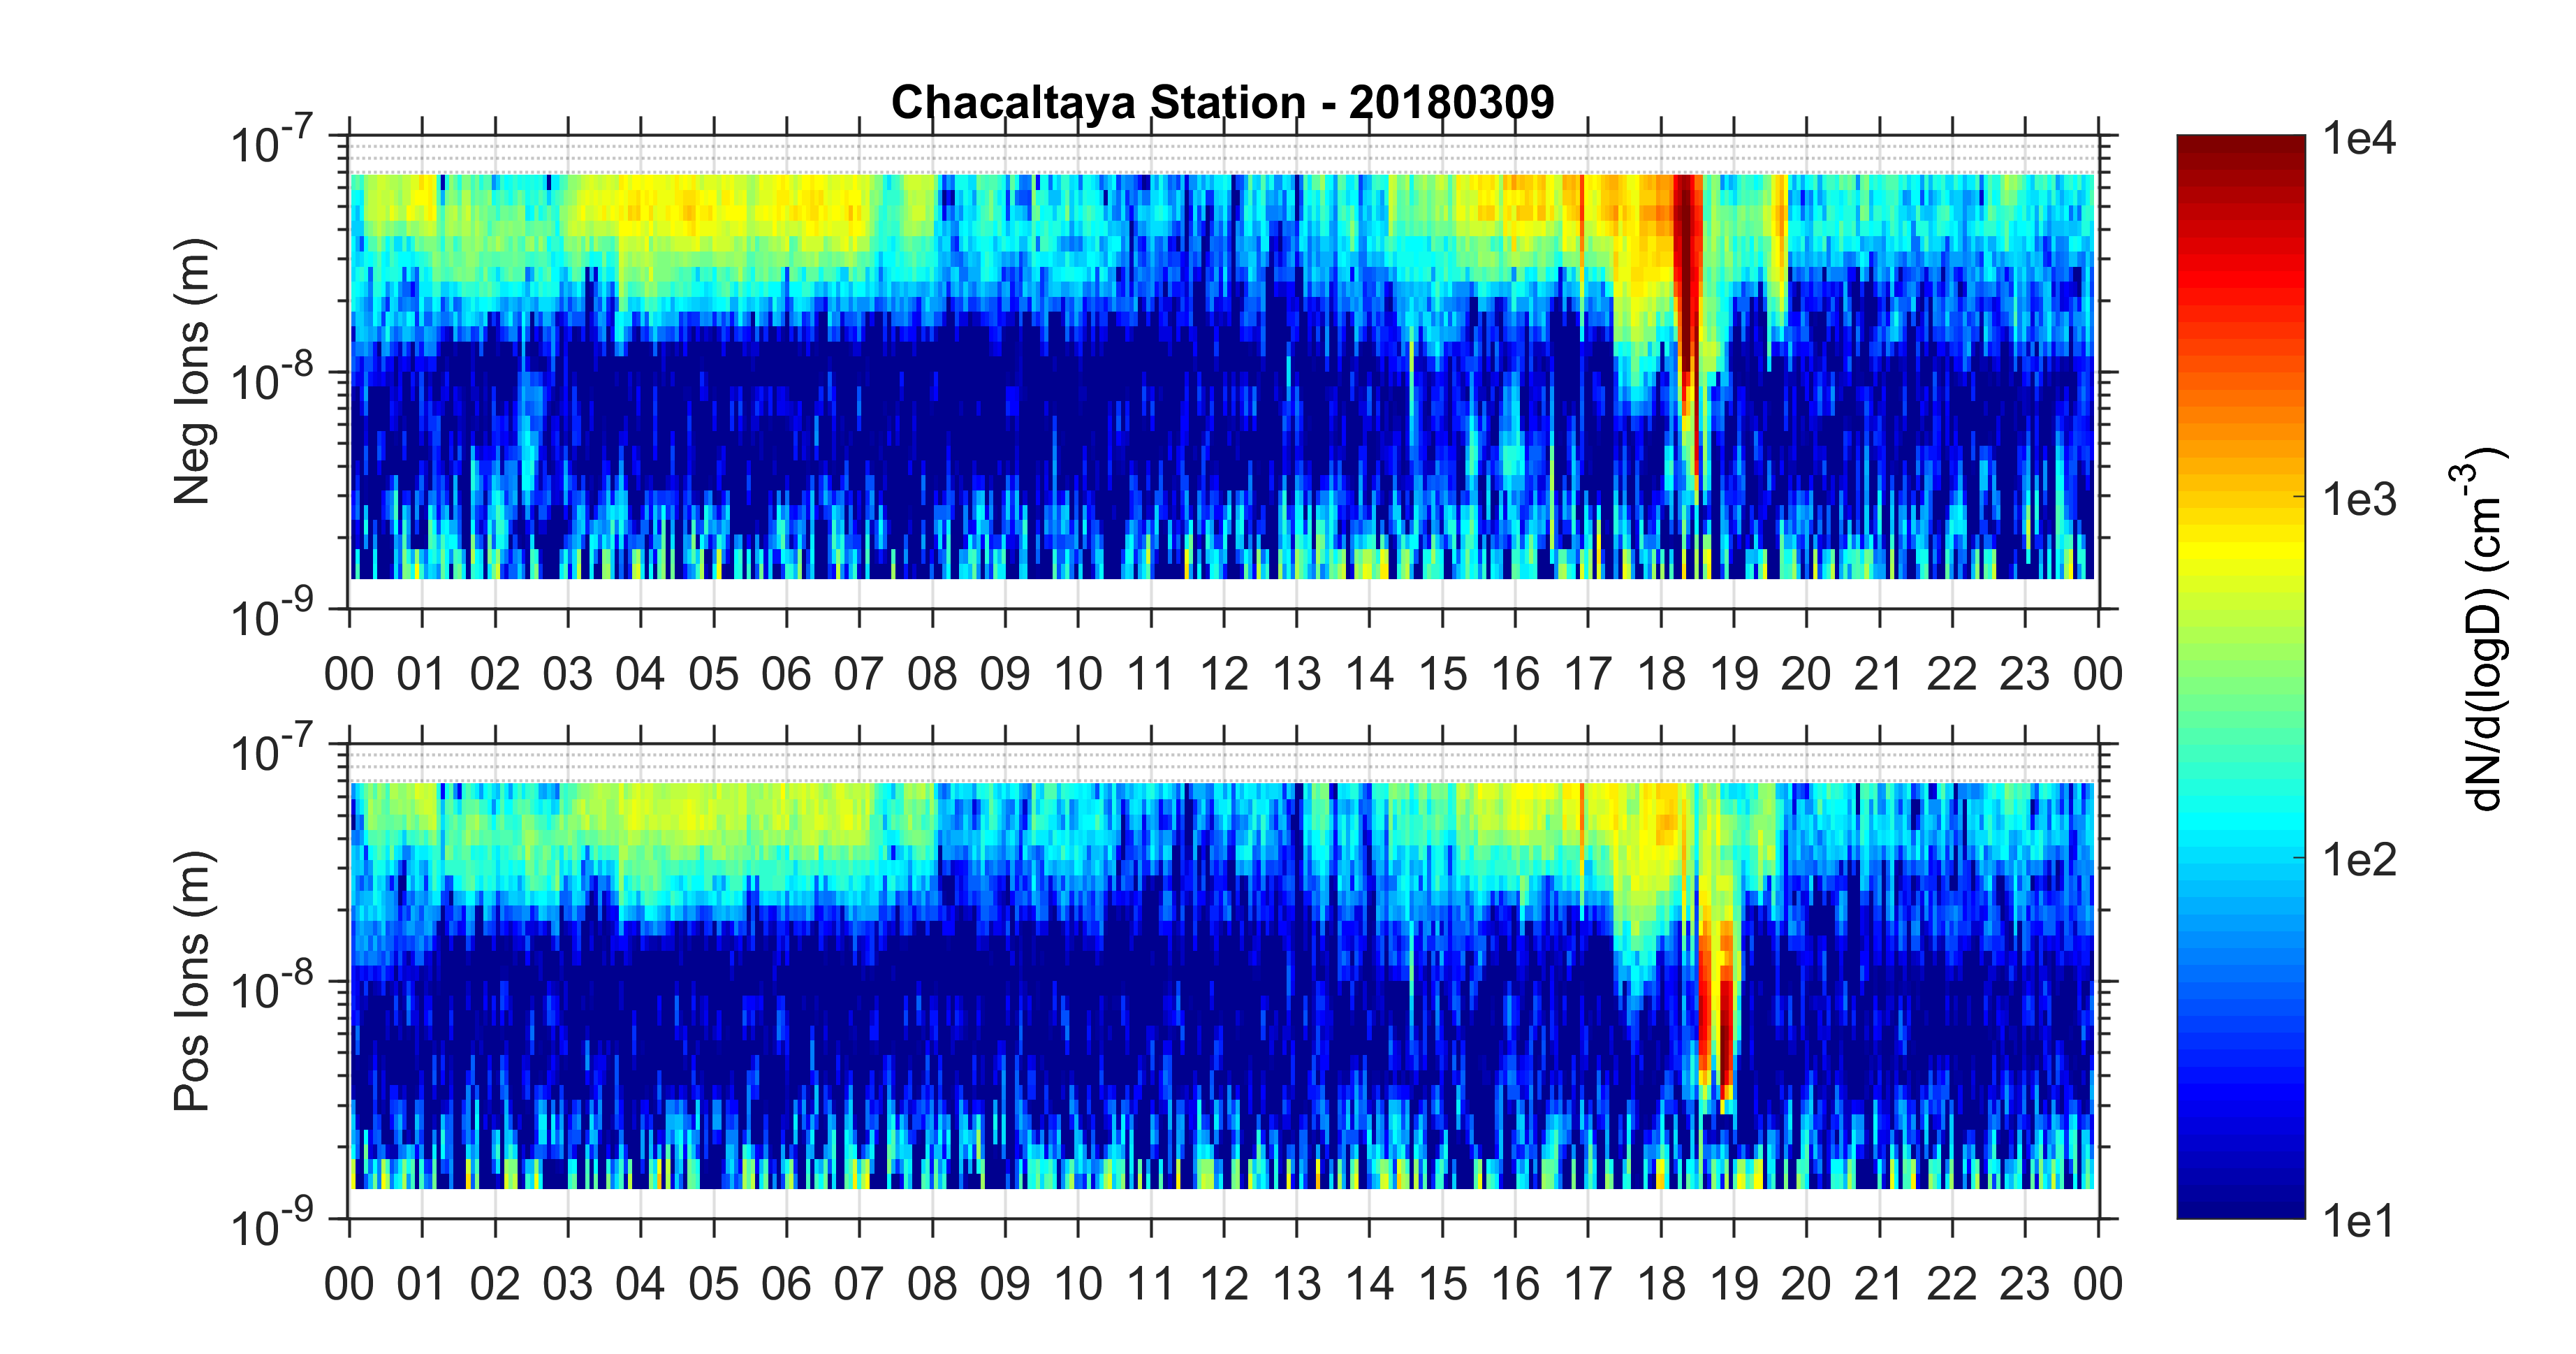 Chacaltaya Station - 20180309
10⁻⁷
10⁻⁸
10⁻⁹
Neg Ions (m)
00 01 02 03 04 05 06 07 08 09 10 11 12 13 14 15 16 17 18 19 20 21 22 23 00
10⁻⁷
10⁻⁸
10⁻⁹
Pos Ions (m)
00 01 02 03 04 05 06 07 08 09 10 11 12 13 14 15 16 17 18 19 20 21 22 23 00
1e4
1e3
1e2
1e1
dN/d(logD) (cm⁻³)